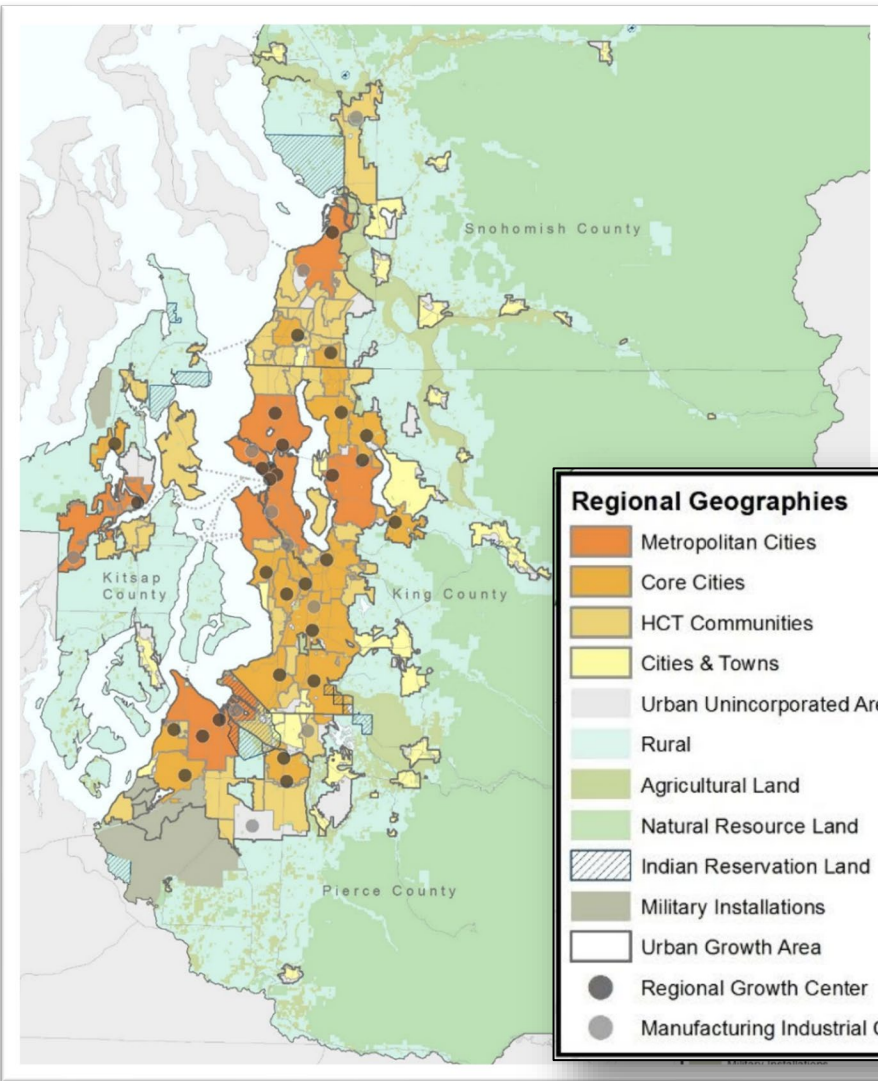 Snohomish County
Kitsap
County
King County
Pierce County
Regional Geographies
Metropolitan Cities
Core Cities
HCT Communities
Cities & Towns
Urban Unincorporated Are
Rural
Agricultural Land
Natural Resource Land
Indian Reservation Land
Military Installations
Urban Growth Area
Regional Growth Center
Manufacturing Industrial C